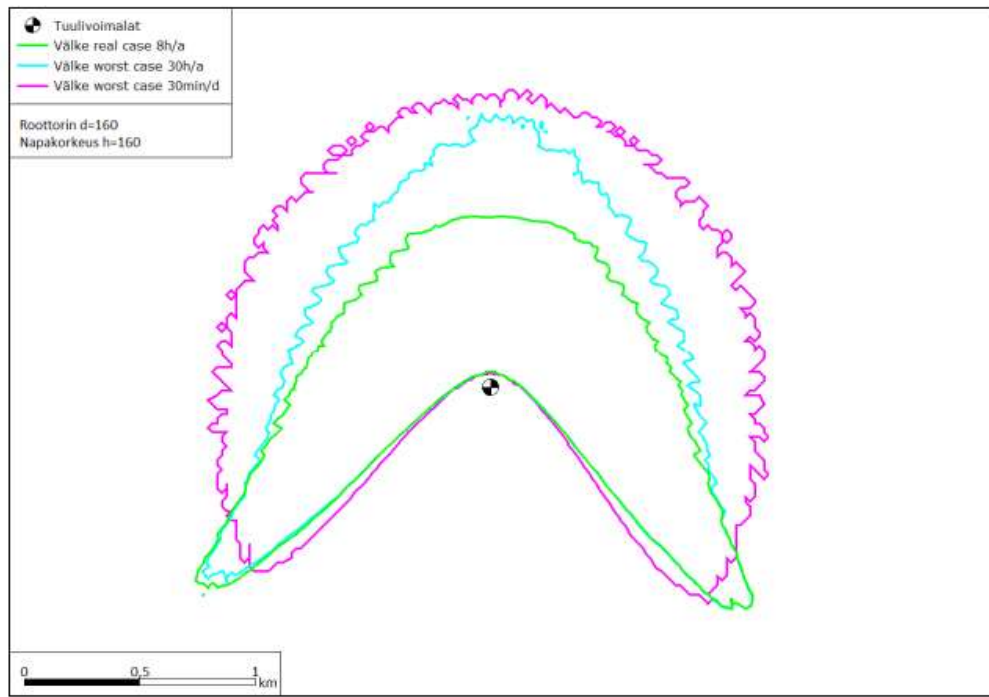 Tuulivoimalat
Välke real case 8h/a
Välke worst case 30h/a
Välke worst case 30min/d
Roottorin d=160
Napakorkeus h=160
0 0,5 1
km